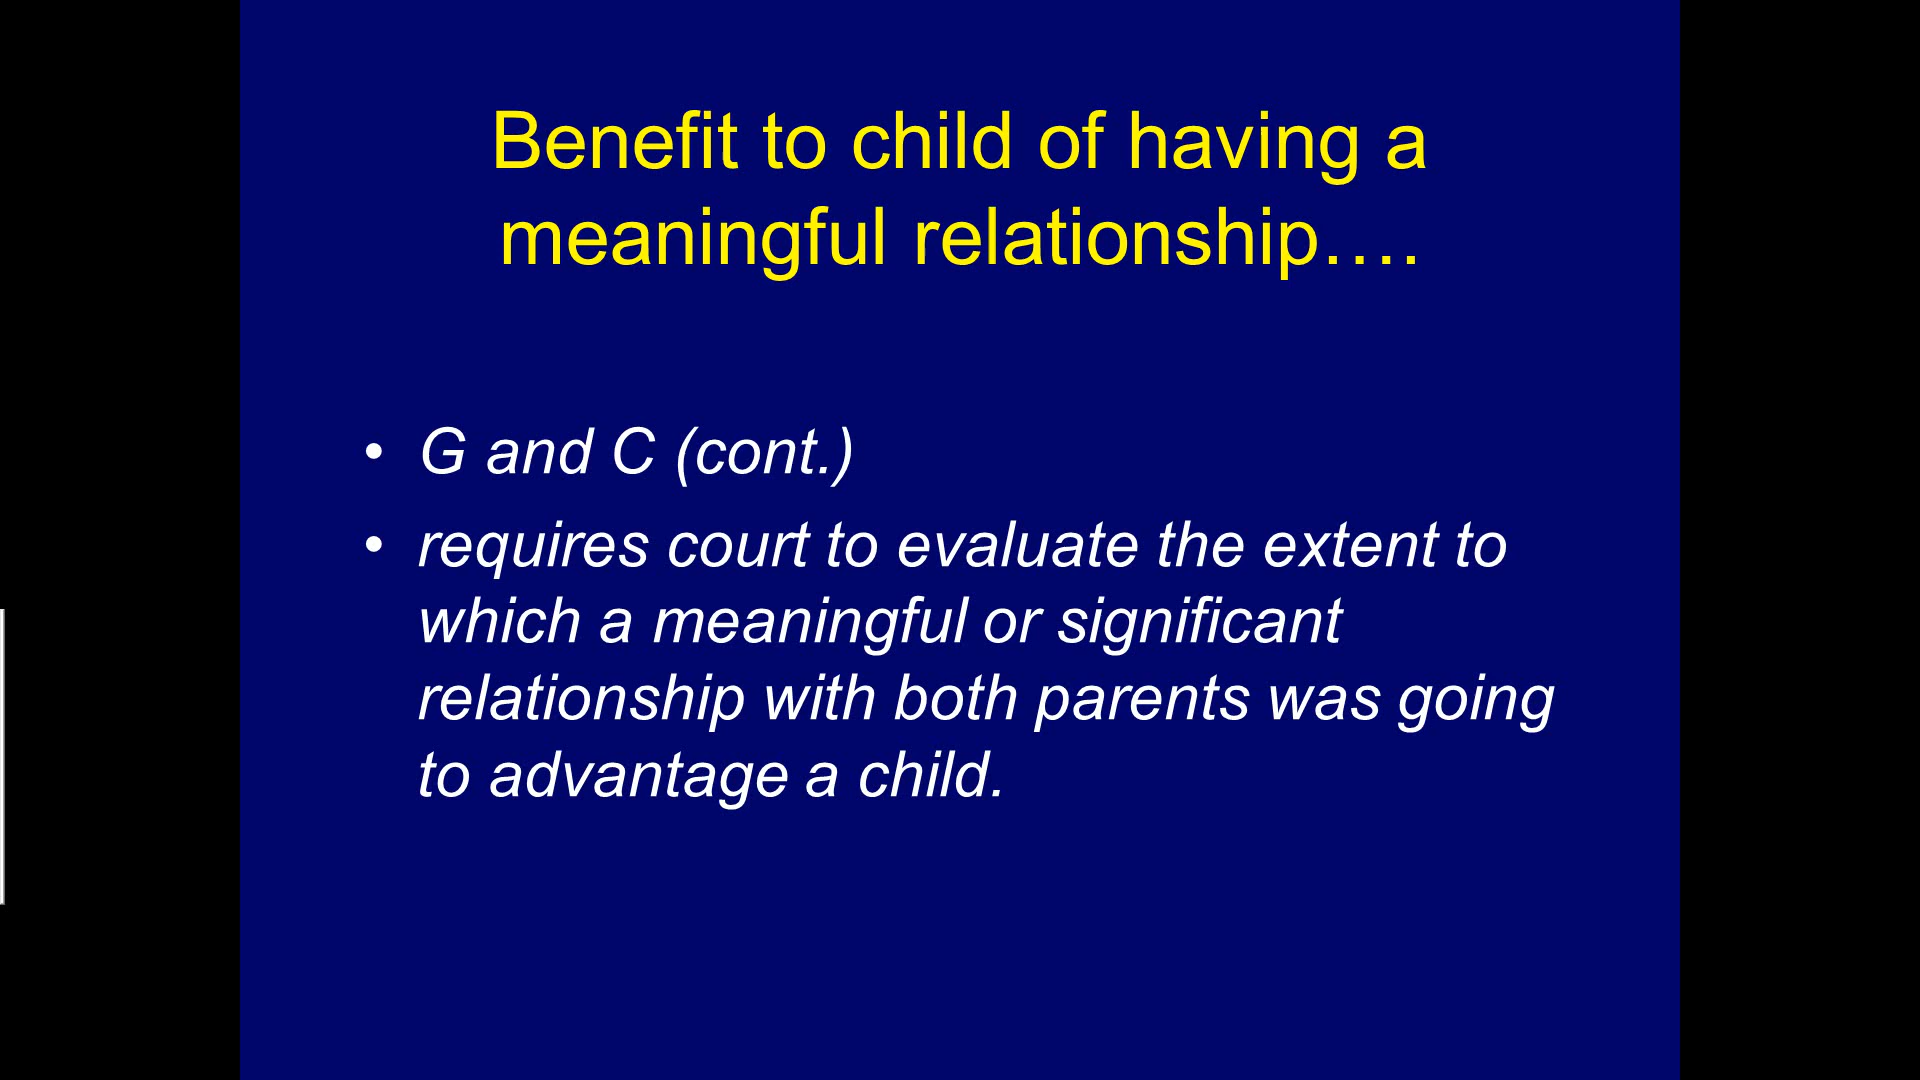 Benefit to child of having a
meaningful relationship….
• G and C (cont.)
• requires court to evaluate the extent to
which a meaningful or significant
relationship with both parents was going
to advantage a child.